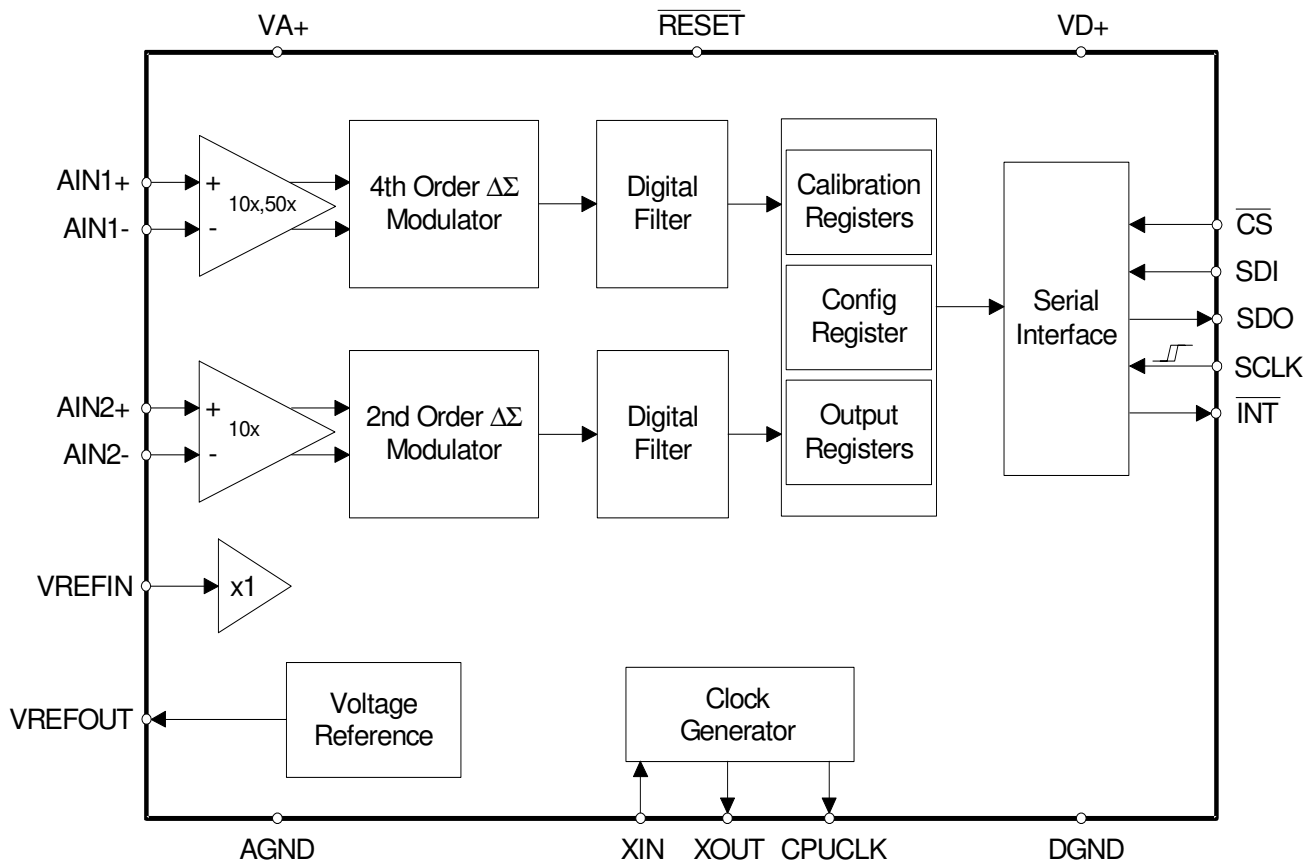 VA+
RESET
VD+
AIN1+
AIN1-
+
-
10x,50x
4th Order ΔΣ
Modulator
Digital
Filter
Calibration
Registers
Config
Register
Output
Registers
Serial
Interface
CS
SDI
SDO
SCLK
INT
AIN2+
AIN2-
+
-
10x
2nd Order ΔΣ
Modulator
Digital
Filter
VREFIN
x1
VREFOUT
Voltage
Reference
Clock
Generator
AGND
XIN
XOUT
CPUCLK
DGND